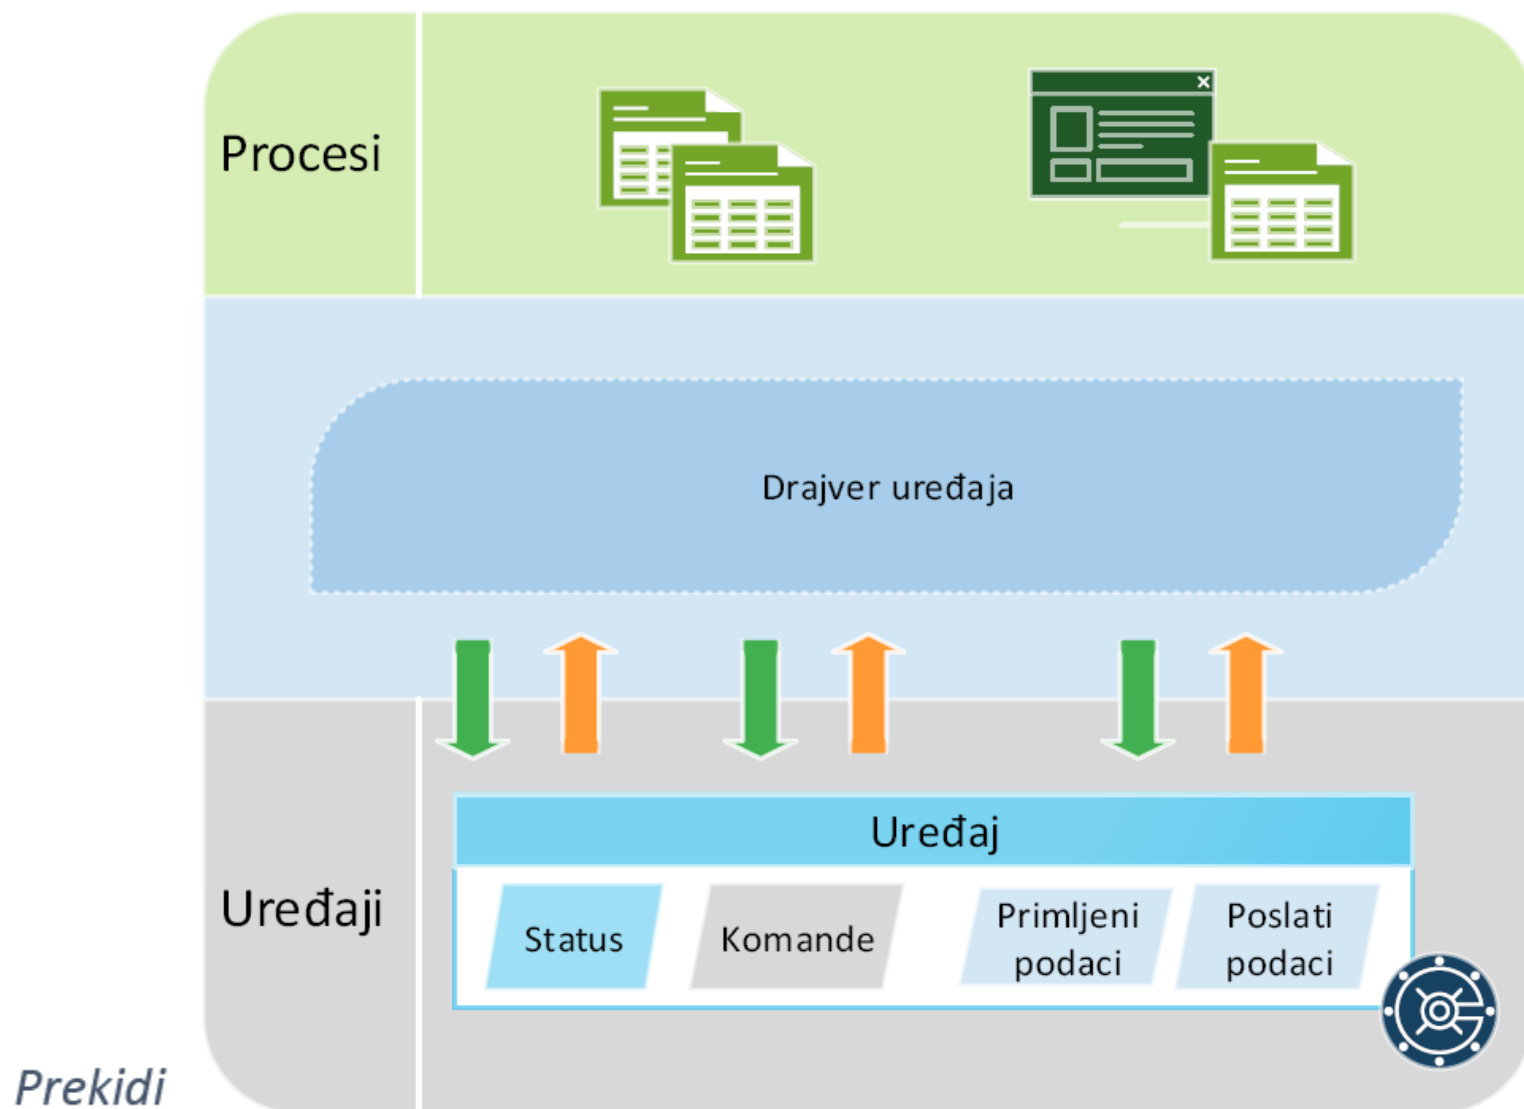 Procesi
Drajver uređaja
Uređaj
Uređaji
Status
Komande
Primljeni
podaci
Poslati
podaci
Prekidi